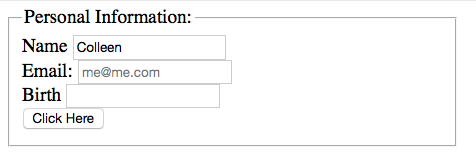 Personal Information:
Name Colleen
Email: me@me.com
Birth
Click Here